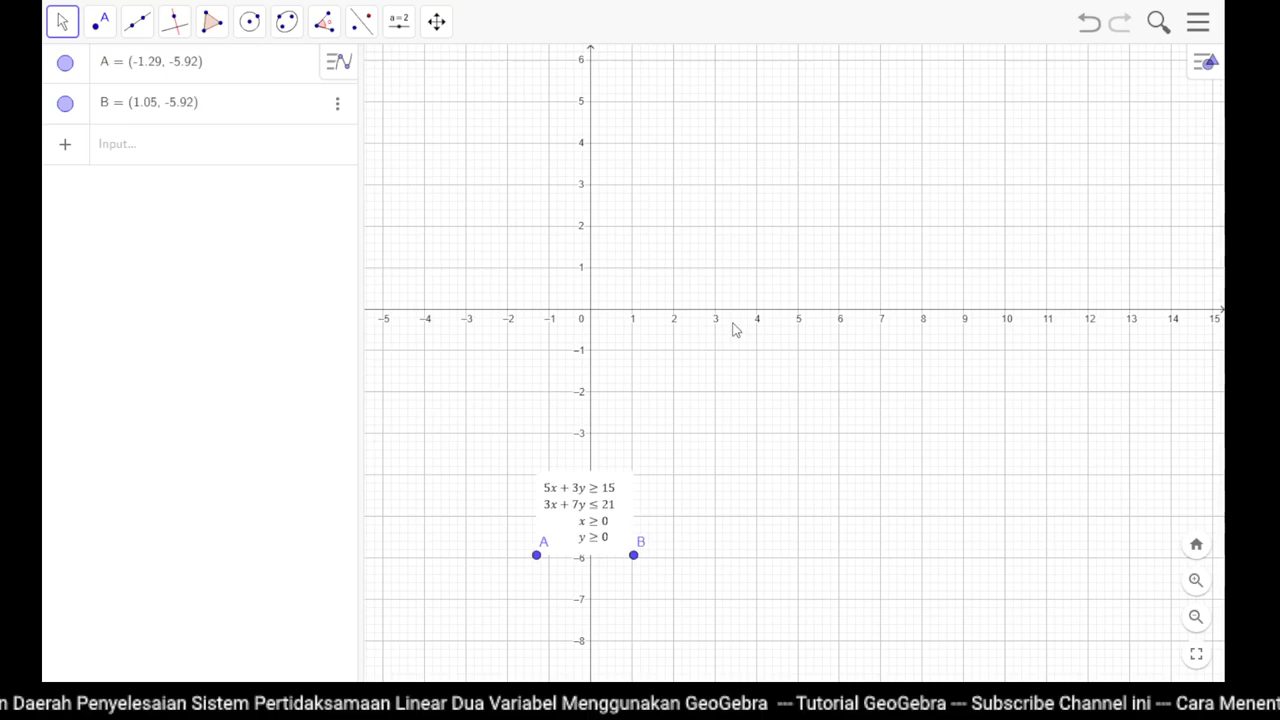 A
a=2
A = (-1.29, -5.92)
B = (1.05, -5.92)
+ Input...
6
5
4
3
2
1
−5 −4 −3 −2 −1 0 1 2 3 4 5 6 7 8 9 10 11 12 13 14 15
−1
−2
−3
5x + 3y ≥ 15
3x + 7y ≤ 21
x ≥ 0
y ≥ 0
A B
−6
−7
−8
n Daerah Penyelesaian Sistem Pertidaksamaan Linear Dua Variabel Menggunakan GeoGebra --- Tutorial GeoGebra --- Subscribe Channel ini --- Cara Menen